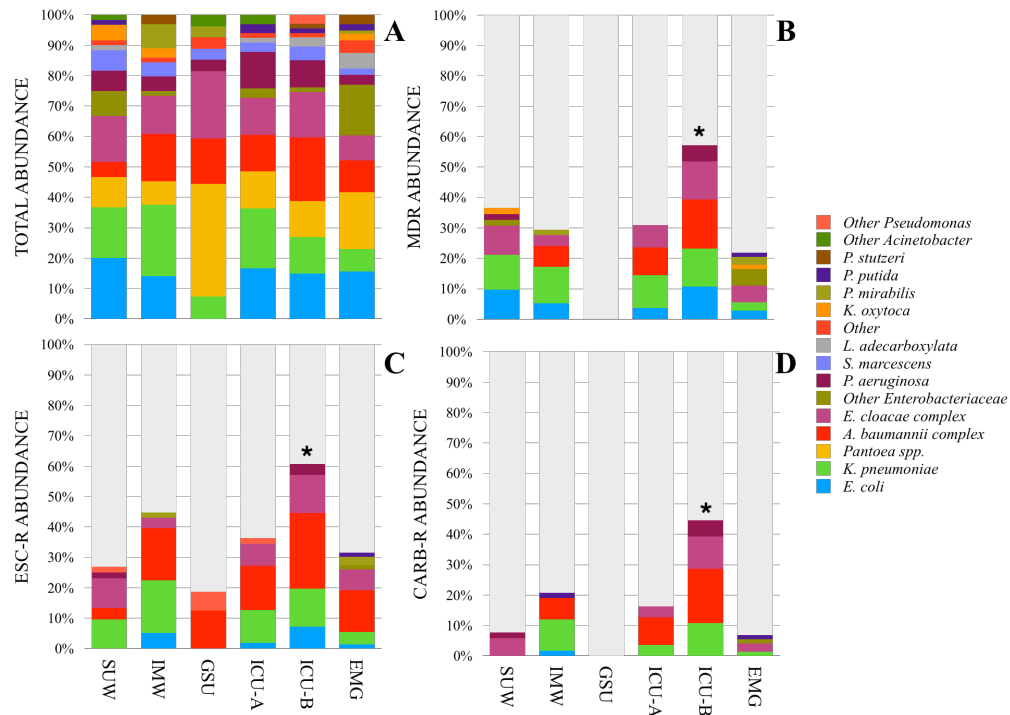 A
TOTAL ABUNDANCE
100%
90%
80%
70%
60%
50%
40%
30%
20%
10%
0%
B
MDR ABUNDANCE
100%
90%
80%
70%
60%
50%
40%
30%
20%
10%
0%
*
C
ESC-R ABUNDANCE
100%
90%
80%
70%
60%
50%
40%
30%
20%
10%
0%
*
SUW
IMW
GSU
ICU-A
ICU-B
EMG
D
CARB-R ABUNDANCE
100%
90%
80%
70%
60%
50%
40%
30%
20%
10%
0%
*
SUW
IMW
GSU
ICU-A
ICU-B
EMG
Other Pseudomonas
Other Acinetobacter
P. stutzeri
P. putida
P. mirabilis
K. oxytoca
Other
L. adecarboxylata
S. marcescens
P. aeruginosa
Other Enterobacteriaceae
E. cloacae complex
A. baumannii complex
Pantoea spp.
K. pneumoniae
E. coli